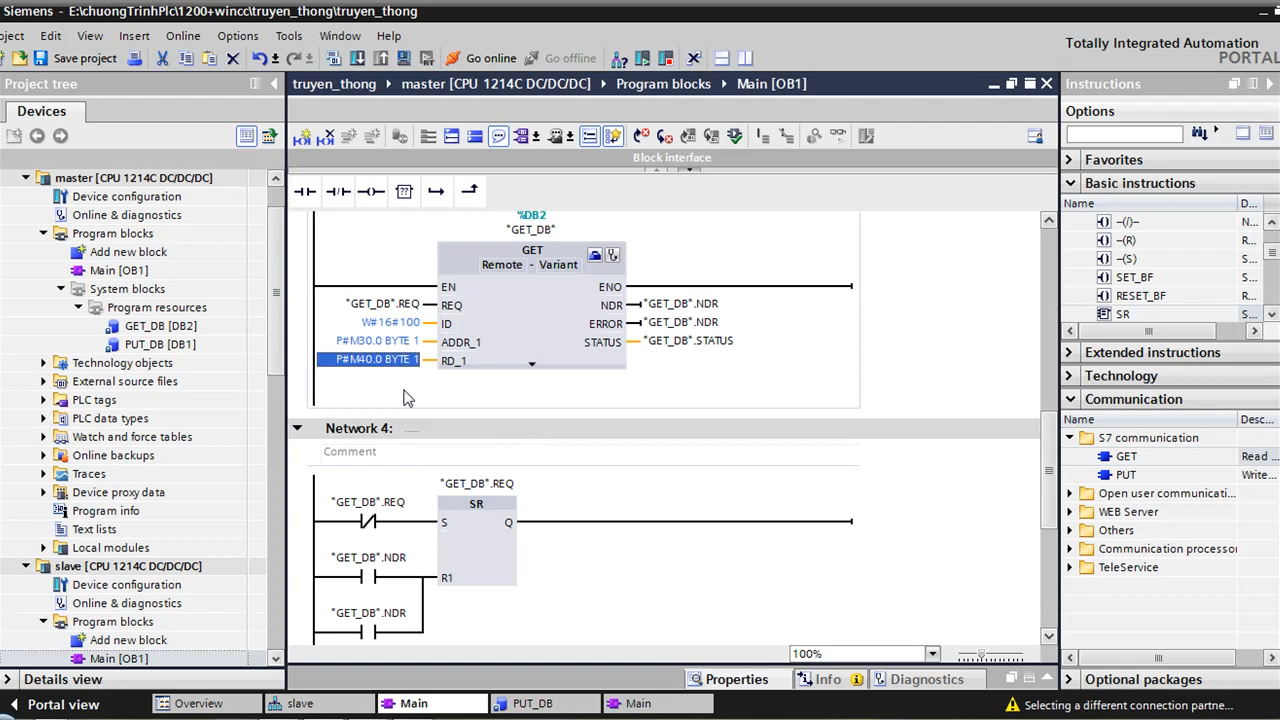 Siemens - E:\chuongTrinhPlc\1200+wincc\truyen_thong\truyen_thong
oject Edit View Insert Online Options Tools Window Help
Totally Integrated Automation
PORTAL
Save project Go online Go offline
Project tree
truyen_thong master [CPU 1214C DC/DC/DC] Program blocks Main [OB1]
Instructions
Devices
Options
Block interface
master [CPU 1214C DC/DC/DC]
Device configuration
Online & diagnostics
Program blocks
Add new block
Main [OB1]
System blocks
Program resources
GET_DB [DB2]
PUT_DB [DB1]
Technology objects
External source files
PLC tags
PLC data types
Watch and force tables
Online backups
Traces
Device proxy data
Program info
Text lists
Local modules
slave [CPU 1214C DC/DC/DC]
Device configuration
Online & diagnostics
Program blocks
Add new block
Main [OB1]
Details view
%DB2
"GET_DB"
GET
Remote - Variant
EN ENO
"GET_DB".REQ REQ NDR "GET_DB".NDR
W#16#100 ID ERROR "GET_DB".NDR
P#M30.0 BYTE 1 ADDR_1 STATUS "GET_DB".STATUS
P#M40.0 BYTE 1 RD_1
Network 4: .....
Comment
"GET_DB".REQ
SR
"GET_DB".REQ
S Q
"GET_DB".NDR
R1
"GET_DB".NDR
100%
Properties Info Diagnostics
Favorites
Basic instructions
Name D...
–(/)– N...
–(R) R...
–(S) S...
SET_BF S...
RESET_BF R...
SR S...
Extended instructions
Technology
Communication
Name Desc...
S7 communication
GET Read ...
PUT Write...
Open user communicati...
WEB Server
Others
Communication processor
TeleService
Optional packages
Portal view Overview slave Main PUT_DB Main Selecting a different connection partne...